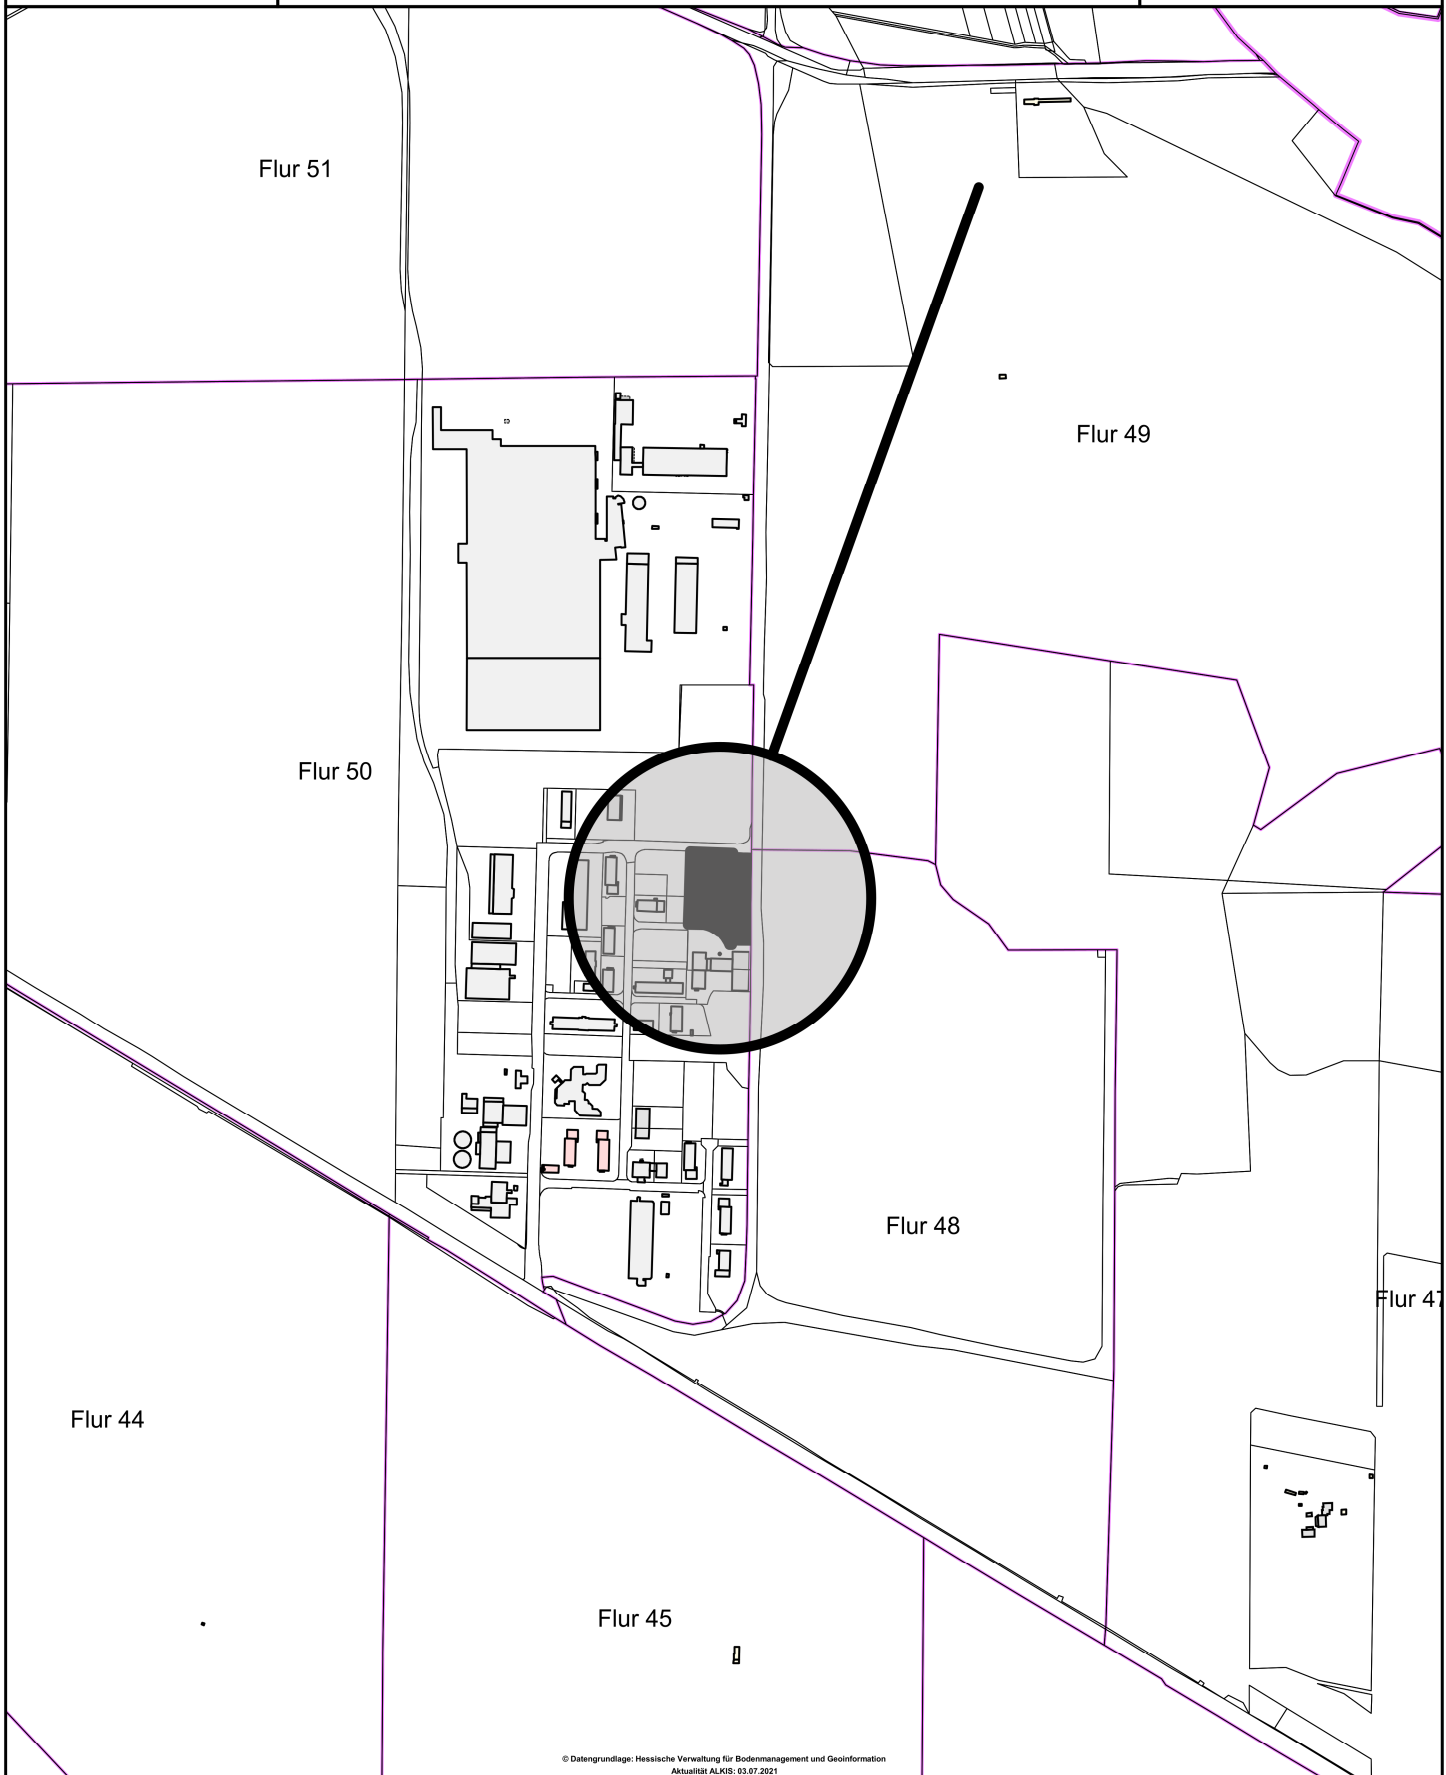 Flur 51
Flur 49
Flur 50
Flur 48
Flur 47
Flur 44
Flur 45
© Datengrundlage: Hessische Verwaltung für Bodenmanagement und Geoinformation
Aktualität ALKIS: 03.07.2021